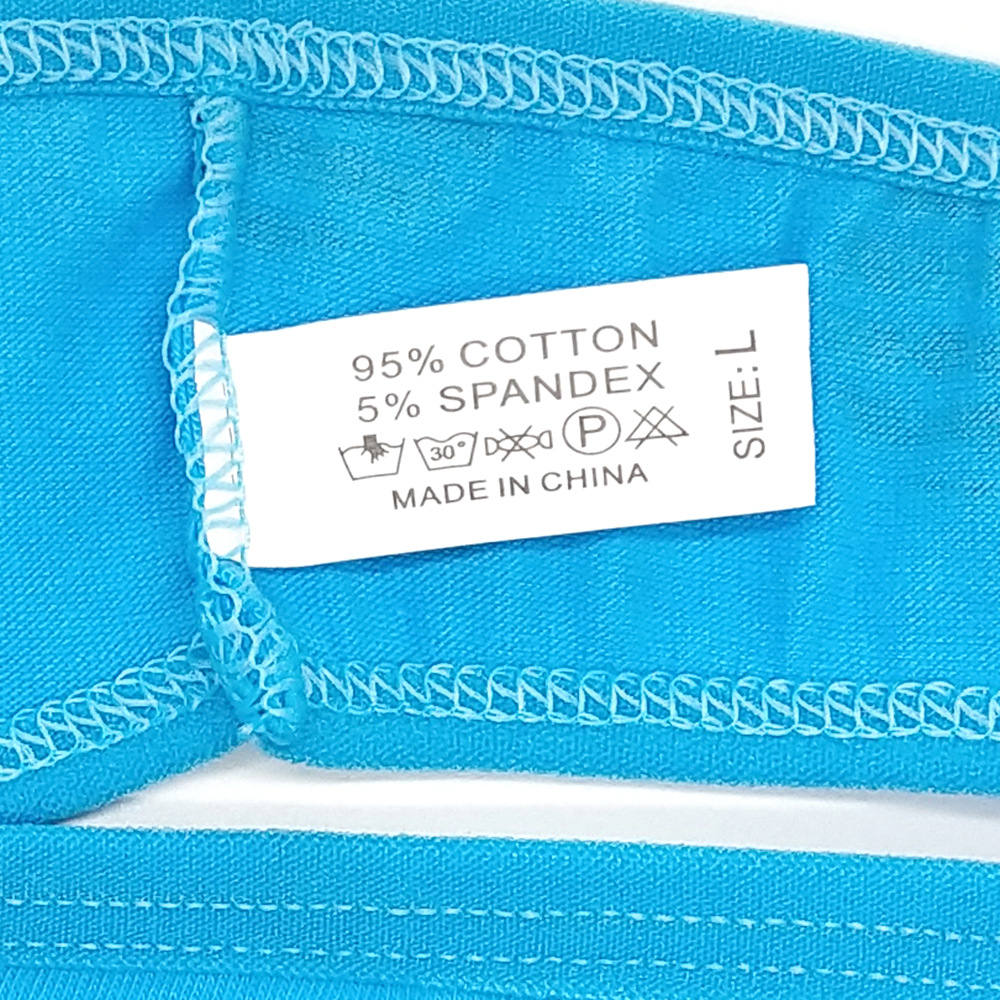 95% COTTON
5% SPANDEX
30°
P
MADE IN CHINA
SIZE: L